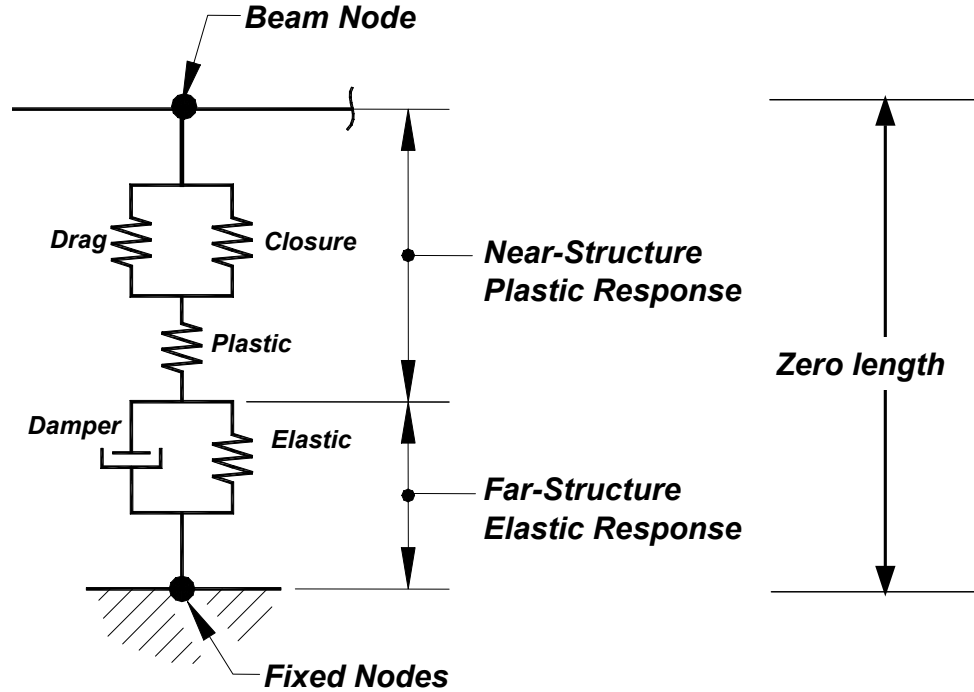 Beam Node
Drag
Closure
Near-Structure
Plastic Response
Plastic
Zero length
Damper
Elastic
Far-Structure
Elastic Response
Fixed Nodes